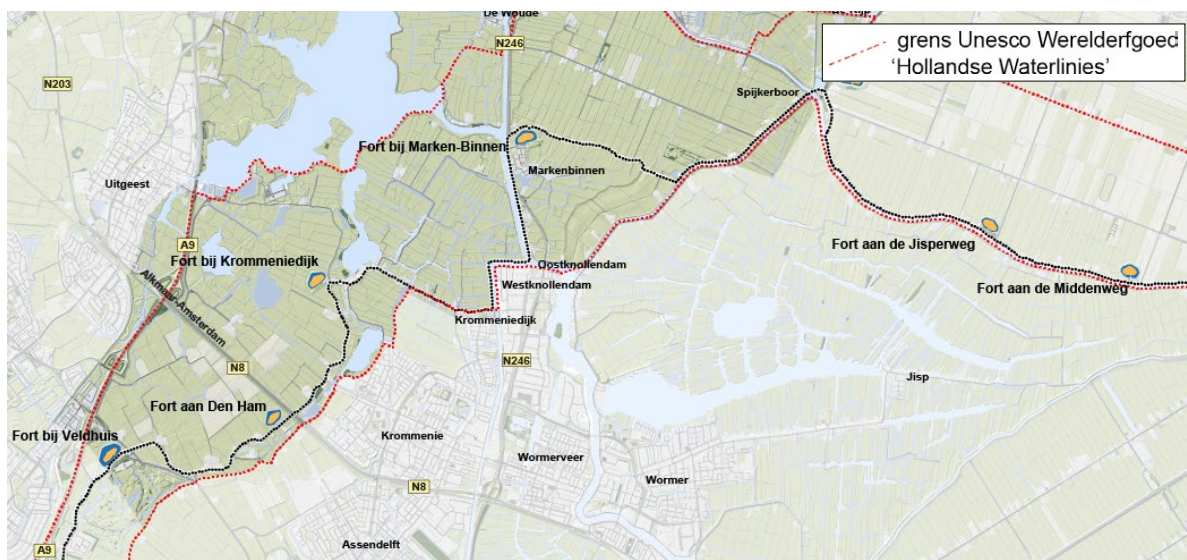 De Woude
N246
grens Unesco Werelderfgoed
'Hollandse Waterlinies'
N203
Spijkerboor
Fort bij Marken-Binnen
Markenbinnen
Uitgeest
A9
Fort aan de Jisperweg
Fort bij Krommeniedijk
Oostknollendam
Westknollendam
Fort aan de Middenweg
Alkmaar-Amsterdam
Krommeniedijk
N246
N8
Jisp
Fort aan Den Ham
Fort bij Veldhuis
Krommenie
Wormerveer
Wormer
N8
Assendelft
A9